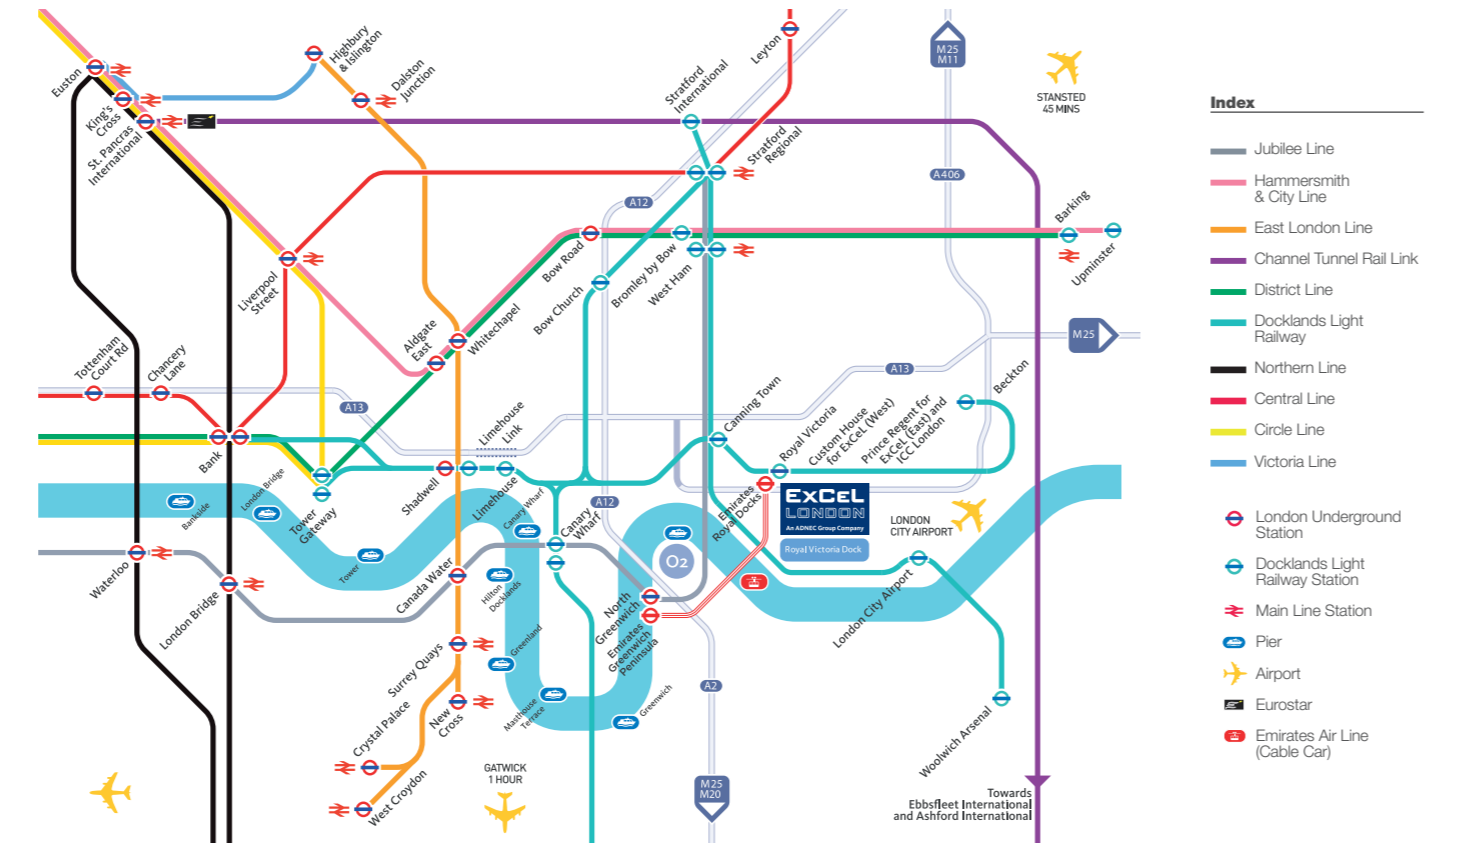 Euston
King's
Cross
St. Pancras
International
Highbury
& Islington
Dalston
Junction
Stratford
International
Leyton
Stratford
Regional
M25
M11
STANSTED
45 MINS
A12
A406
Barking
Upminster
Liverpool
Street
Aldgate
East
Whitechapel
Bow Road
Bow Church
Bromley by Bow
West Ham
M25
Tottenham
Court Rd
Chancery
Lane
A13
A13
Bank
Limehouse
Link
Canning Town
Royal Victoria
Custom House
for ExCeL (West)
Prince Regent for
ExCeL (East) and
ICC London
Beckton
Bankside
London Bridge
Tower
Gateway
Tower
Shadwell
Limehouse
Canary Wharf
Canary
Wharf
A12
Emirates
Royal Docks
ExCeL
LONDON
An ADNEC Group Company
Royal Victoria Dock
LONDON
CITY AIRPORT
O2
Waterloo
London Bridge
Canada Water
Hilton
Docklands
North
Greenwich
Emirates
Greenwich
Peninsula
London City Airport
Surrey Quays
Greenland
New
Cross
Masthouse
Terrace
Greenwich
A2
Woolwich Arsenal
Crystal Palace
West Croydon
GATWICK
1 HOUR
M25
M20
Towards
Ebbsfleet International
and Ashford International
Index
Jubilee Line
Hammersmith
& City Line
East London Line
Channel Tunnel Rail Link
District Line
Docklands Light
Railway
Northern Line
Central Line
Circle Line
Victoria Line
London Underground
Station
Docklands Light
Railway Station
Main Line Station
Pier
Airport
Eurostar
Emirates Air Line
(Cable Car)